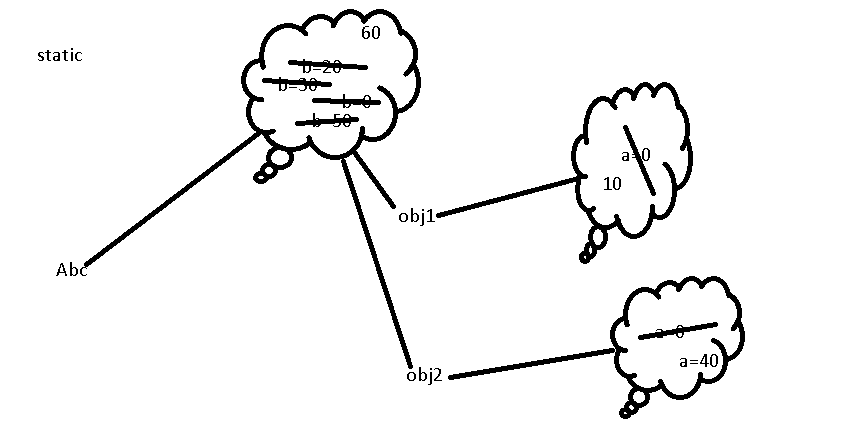 static
60
b=20
b=30
b=0
b=50
a=0
10
obj1
Abc
a=0
a=40
obj2